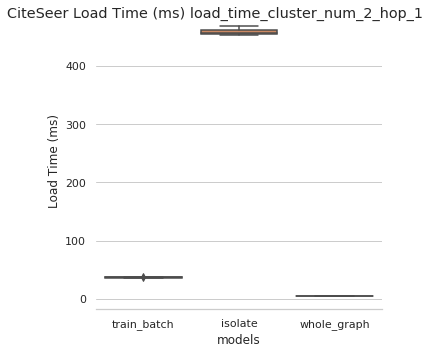 CiteSeer Load Time (ms) load_time_cluster_num_2_hop_1
Load Time (ms)
400
300
200
100
0
train_batch isolate whole_graph
models